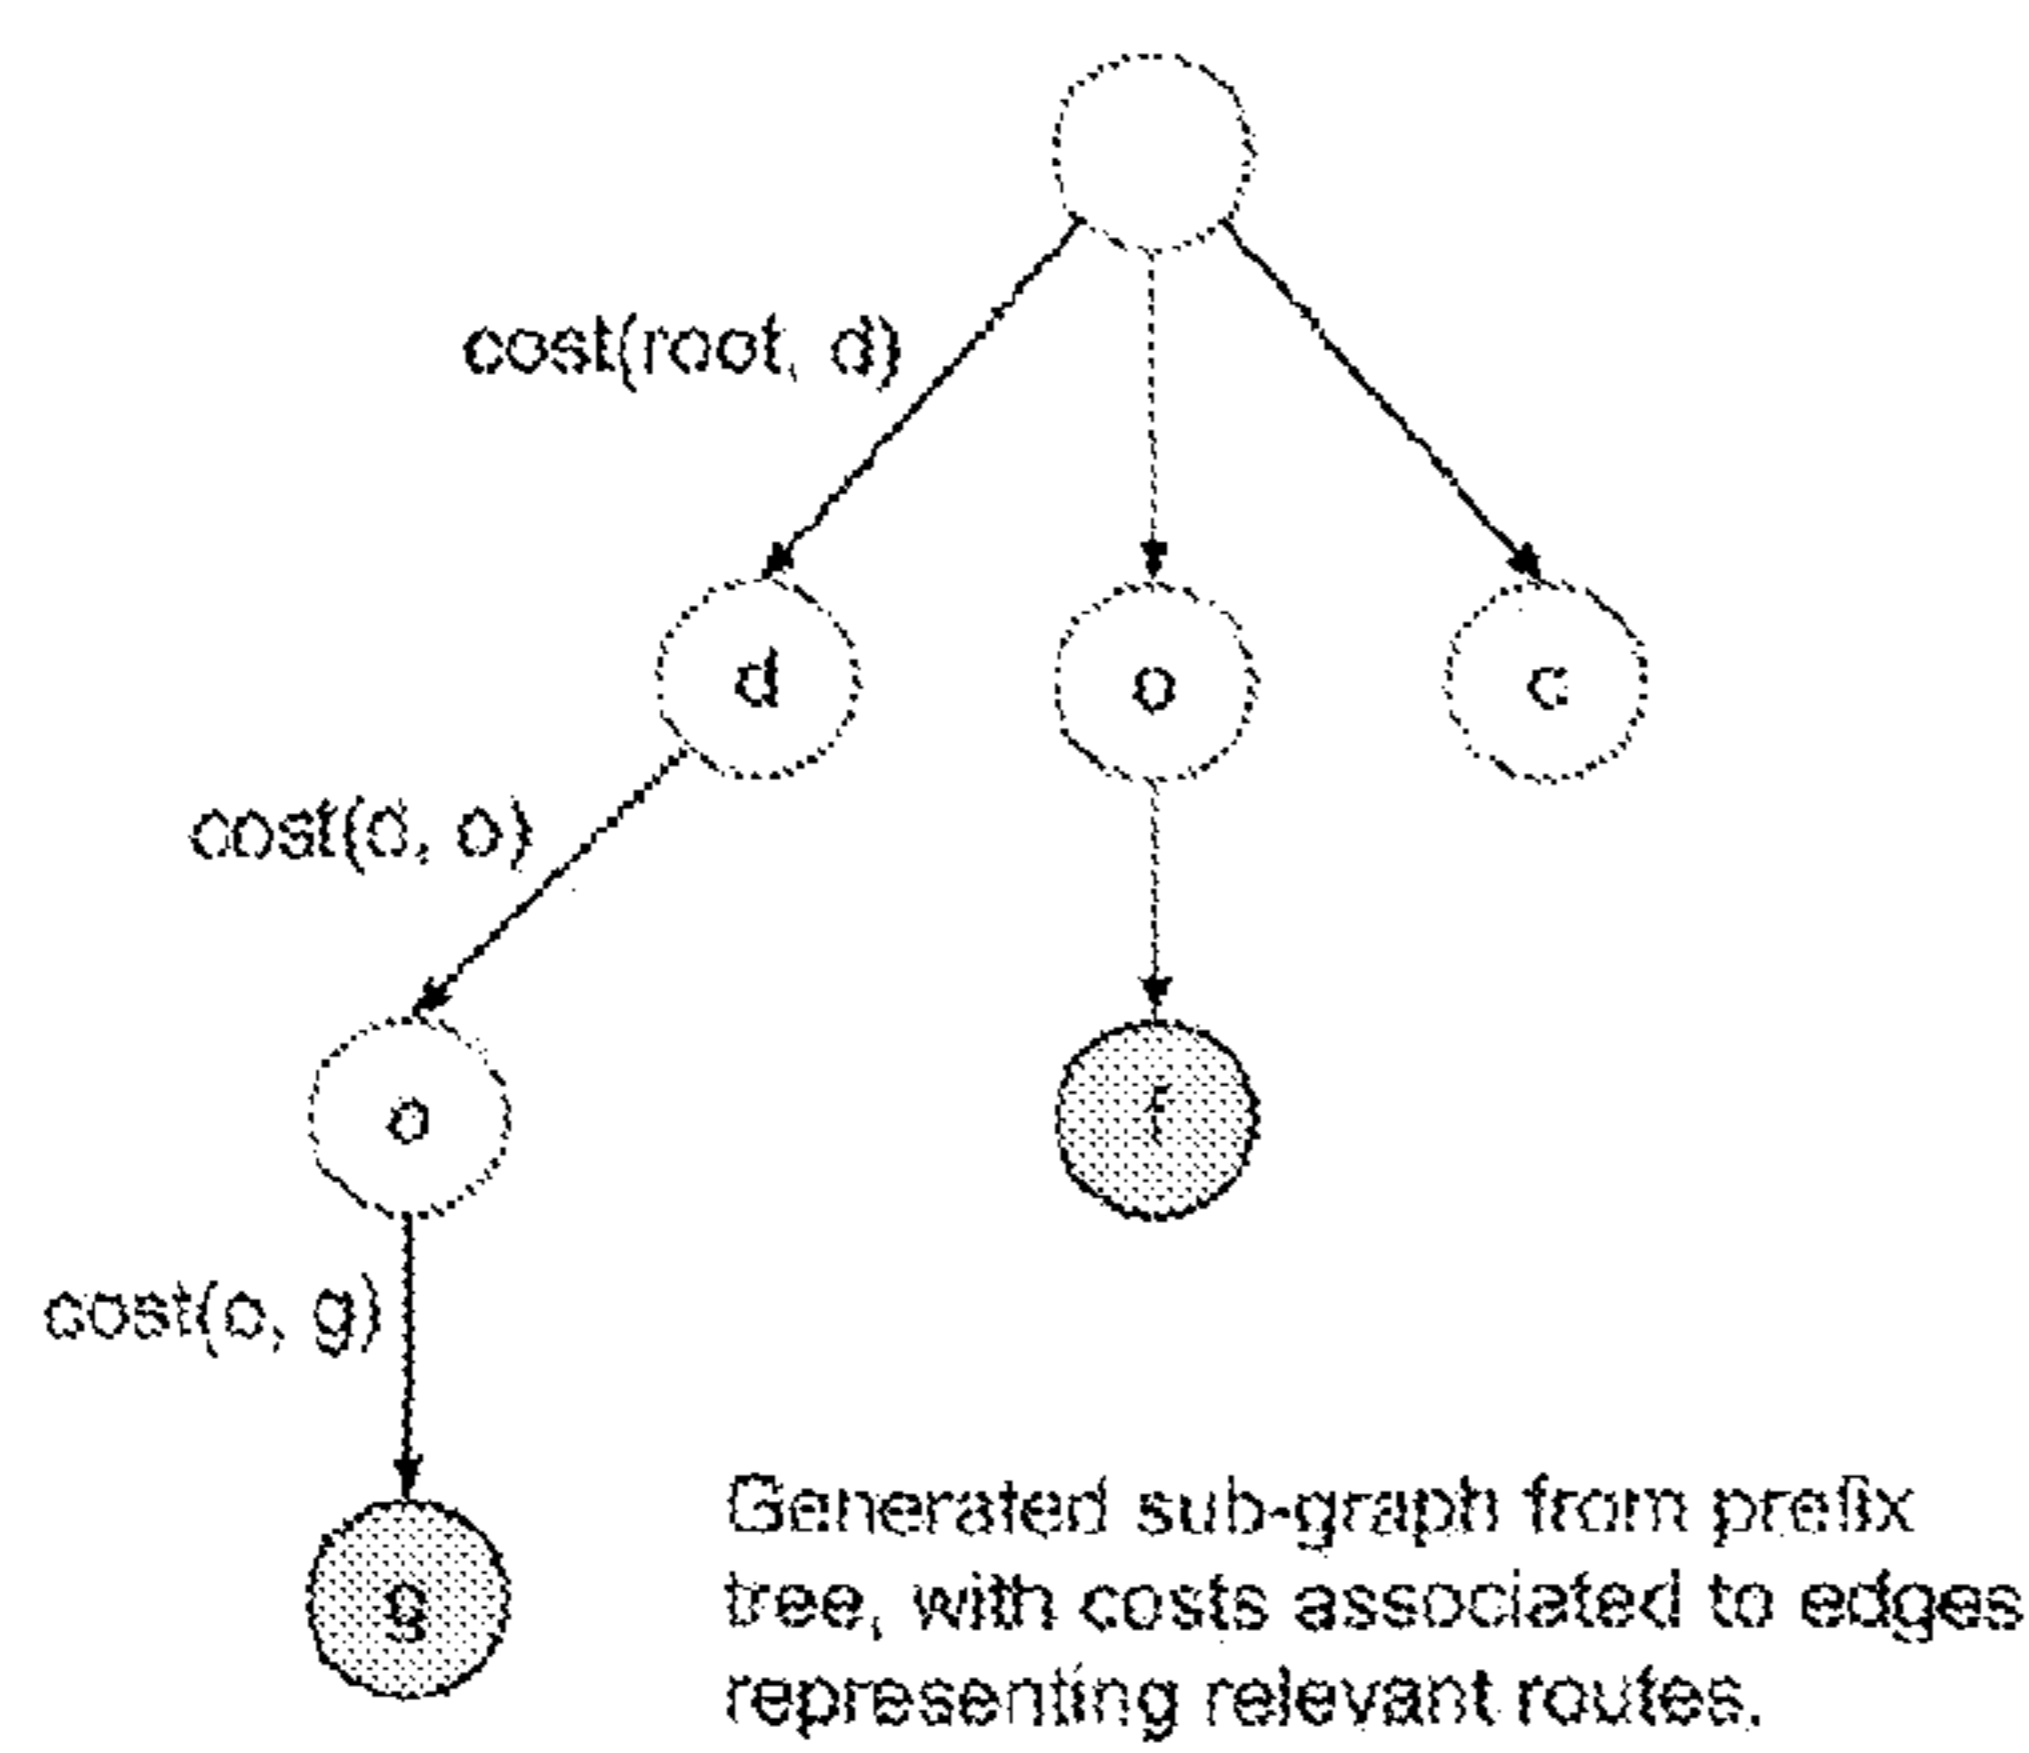 cost(root, d)
d
o
c
cost(d, o)
o
f
cost(o, g)
g
Generated sub-graph from prefix
tree, with costs associated to edges
representing relevant routes.